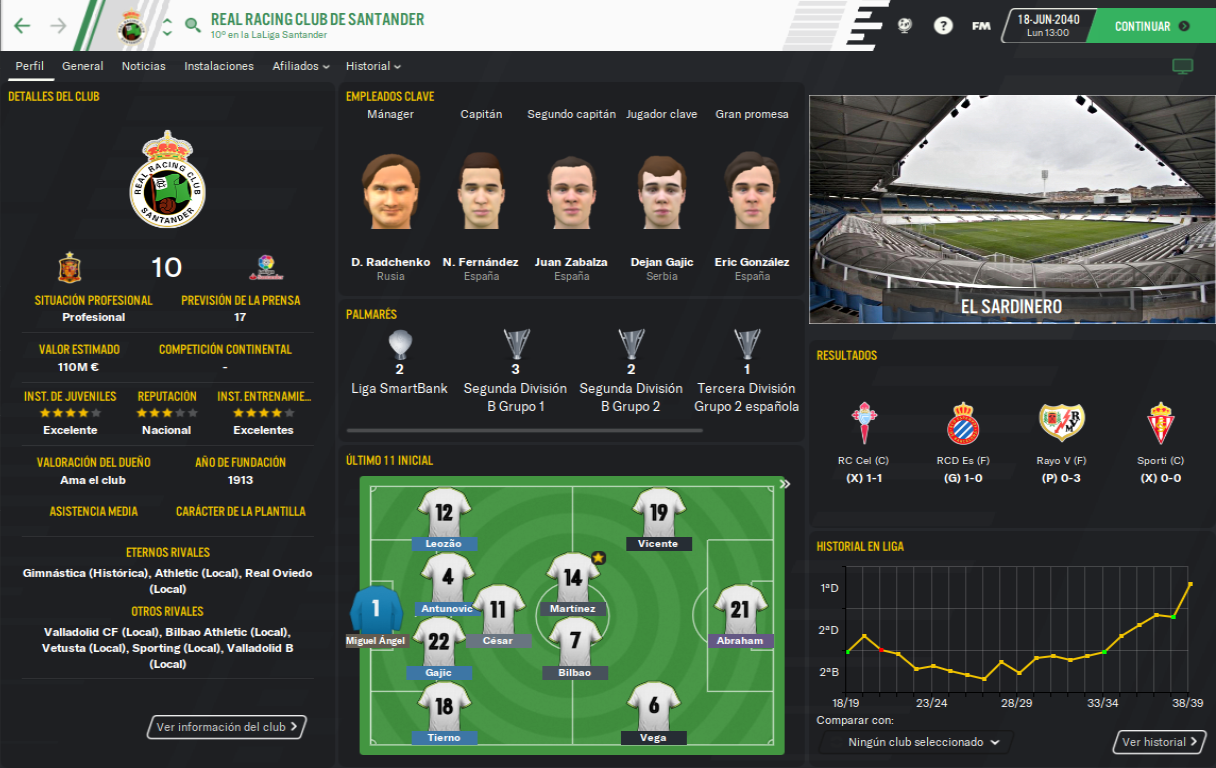 REAL RACING CLUB DE SANTANDER
10º en la LaLiga Santander
FM
18-JUN-2040
Lun 13:00
CONTINUAR
Perfil
General
Noticias
Instalaciones
Afiliados
Historial
DETALLES DEL CLUB
REAL RACING CLUB
SANTANDER
10
SITUACIÓN PROFESIONAL
PREVISIÓN DE LA PRENSA
Profesional
17
VALOR ESTIMADO
COMPETICIÓN CONTINENTAL
110M €
-
INST. DE JUVENILES
REPUTACIÓN
INST. ENTRENAMIE...
Excelente
Nacional
Excelentes
VALORACIÓN DEL DUEÑO
AÑO DE FUNDACIÓN
Ama el club
1913
ASISTENCIA MEDIA
CARÁCTER DE LA PLANTILLA
ETERNOS RIVALES
Gimnástica (Histórica), Athletic (Local), Real Oviedo
(Local)
OTROS RIVALES
Valladolid CF (Local), Bilbao Athletic (Local),
Vetusta (Local), Sporting (Local), Valladolid B
(Local)
Ver información del club
EMPLEADOS CLAVE
Mánager
Capitán
Segundo capitán
Jugador clave
Gran promesa
D. Radchenko
N. Fernández
Juan Zabalza
Dejan Gajic
Eric González
Rusia
España
España
Serbia
España
PALMARÉS
2
3
2
1
Liga SmartBank
Segunda División
B Grupo 1
Segunda División
B Grupo 2
Tercera División
Grupo 2 española
ÚLTIMO 11 INICIAL
12
Leozão
19
Vicente
4
Antunovic
14
Martínez
1
Miguel Ángel
11
César
21
Abraham
22
Gajic
7
Bilbao
18
Tierno
6
Vega
EL SARDINERO
RESULTADOS
RC Cel (C)
RCD Es (F)
Rayo V (F)
Sporti (C)
(X) 1-1
(G) 1-0
(P) 0-3
(X) 0-0
HISTORIAL EN LIGA
1ªD
2ªD
2ªB
18/19
23/24
28/29
33/34
38/39
Comparar con:
Ningún club seleccionado
Ver historial